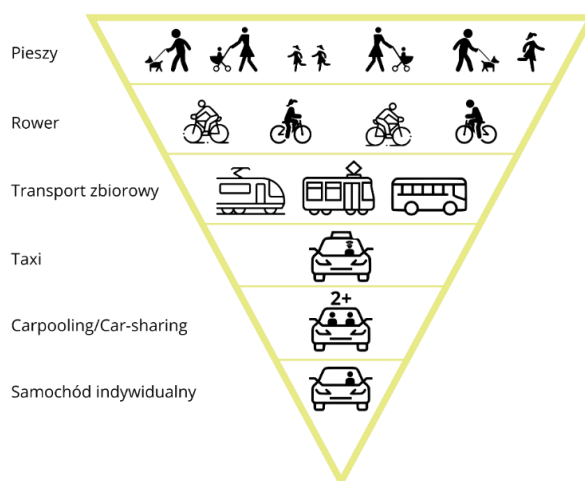 Pieszy
Rower
Transport zbiorowy
Taxi
2+
Carpooling/Car-sharing
Samochód indywidualny